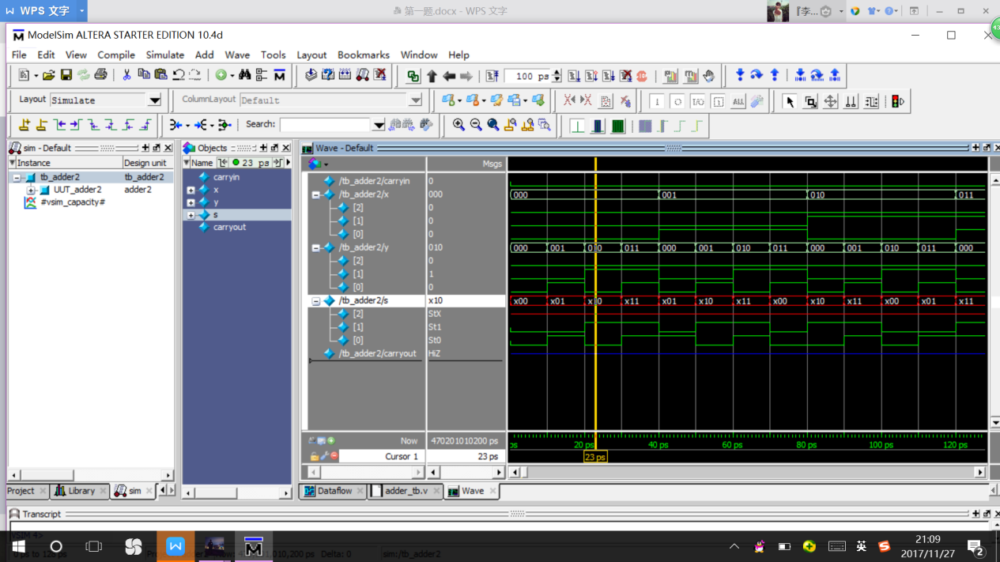 WPS 文字
第一题.docx - WPS 文字
『李...
43
ModelSim ALTERA STARTER EDITION 10.4d
File Edit View Compile Simulate Add Wave Tools Layout Bookmarks Window Help
100 ps
Layout Simulate
ColumnLayout Default
ALL
Search:
sim - Default
Instance Design unit
tb_adder2 tb_adder2
UUT_adder2 adder2
#vsim_capacity#
Objects
Name 23 ps
carryin
x
y
s
carryout
Wave - Default
Msgs
/tb_adder2/carryin 0
/tb_adder2/x 000 000 001 010 011
[2] 0
[1] 0
[0] 0
/tb_adder2/y 010 000 001 010 011 000 001 010 011 000 001 010 011 000
[2] 0
[1] 1
[0] 0
/tb_adder2/s x10 x00 x01 x10 x11 x01 x10 x11 x00 x10 x11 x00 x01 x11
[2] StX
[1] St1
[0] St0
/tb_adder2/carryout HiZ
Now 470201010200 ps ps 20 ps 40 ps 60 ps 80 ps 100 ps 120 ps
Cursor 1 23 ps 23 ps
Project Library sim
Dataflow adder_tb.v Wave
Transcript
VSIM 4>
0 ps to 128 ps
Delta: 0 sim:/tb_adder2
英
21:09
2017/11/27
2